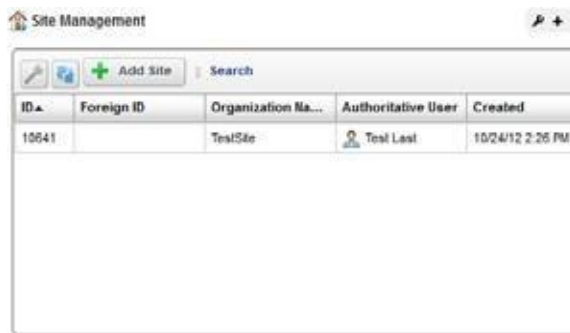 Site Management
Add Site | Search
ID Foreign ID Organization Na... Authoritative User Created
10641 TestSite Test Last 10/24/12 2:26 PM